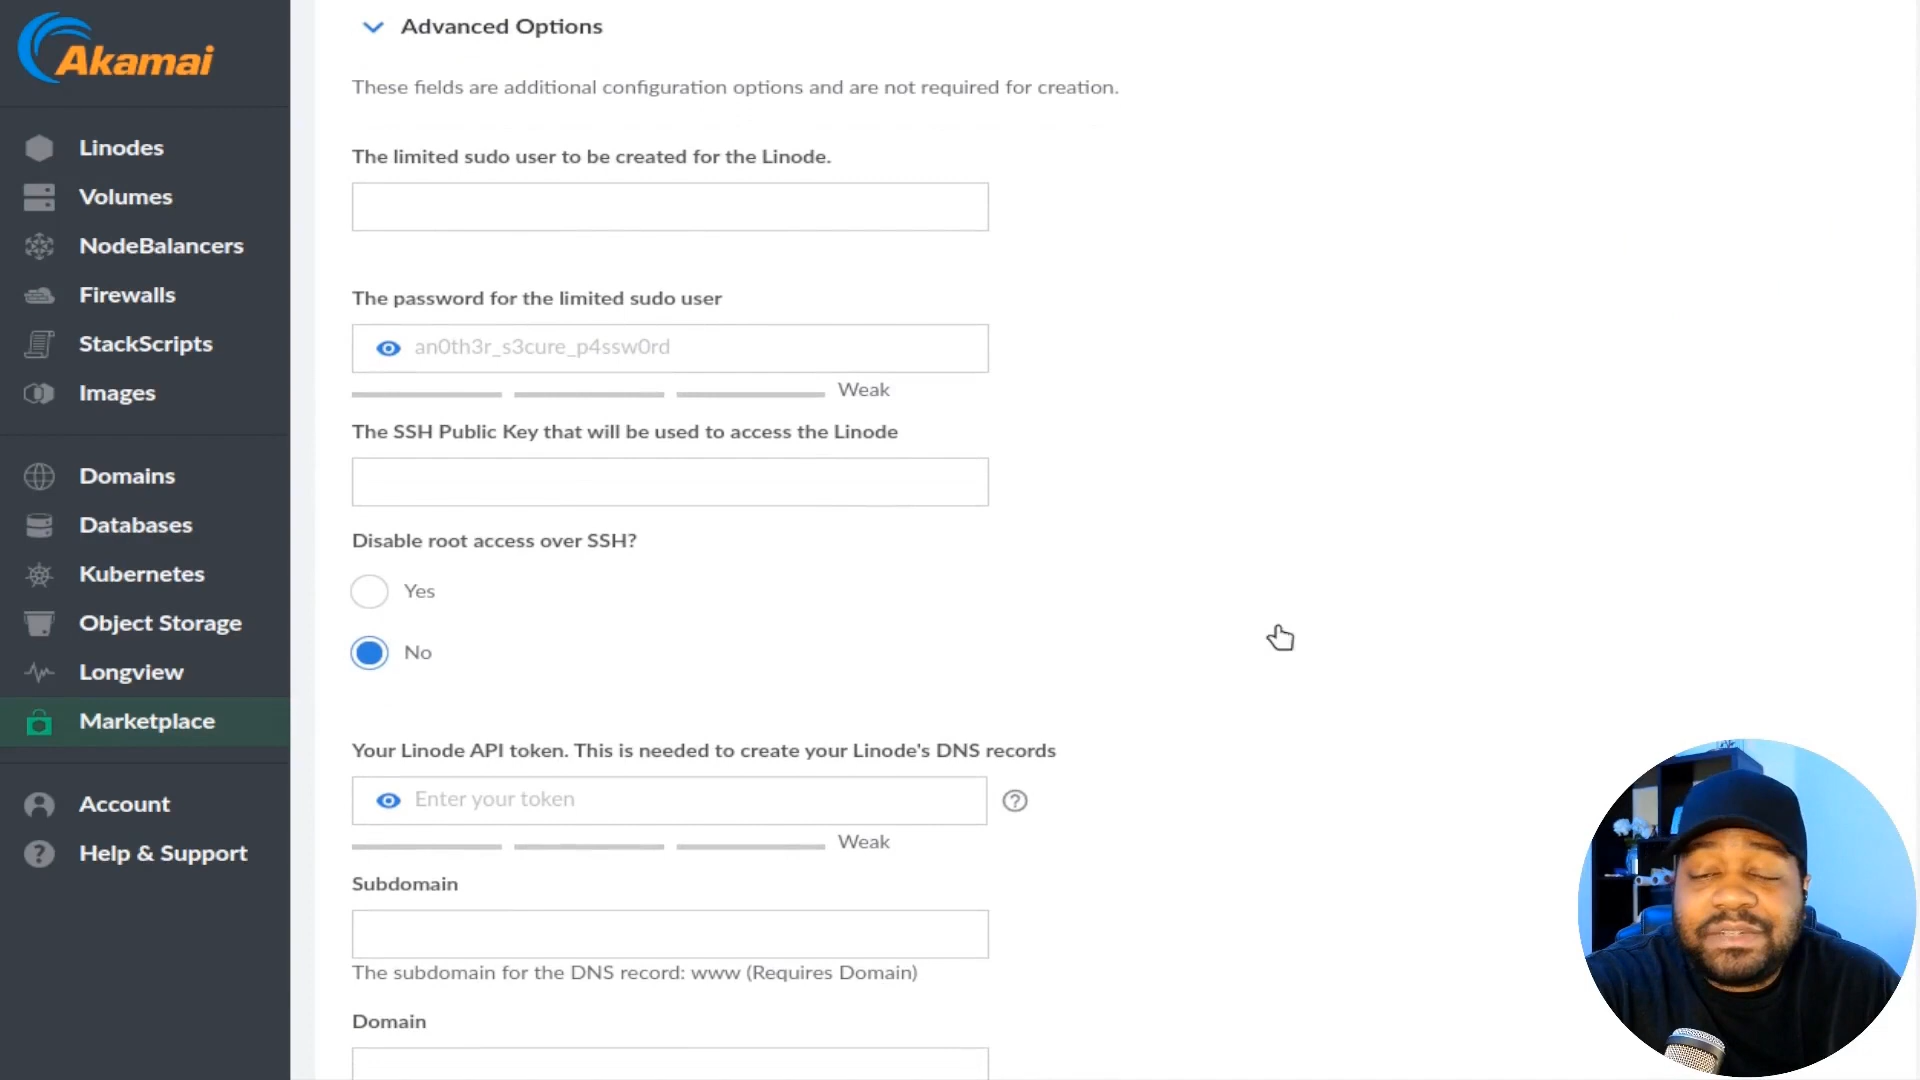 Akamai
Linodes
Volumes
NodeBalancers
Firewalls
StackScripts
Images
Domains
Databases
Kubernetes
Object Storage
Longview
Marketplace
Account
Help & Support
Advanced Options
These fields are additional configuration options and are not required for creation.
The limited sudo user to be created for the Linode.
The password for the limited sudo user
an0th3r_s3cure_p4ssw0rd
Weak
The SSH Public Key that will be used to access the Linode
Disable root access over SSH?
Yes
No
Your Linode API token. This is needed to create your Linode's DNS records
Enter your token
Weak
Subdomain
The subdomain for the DNS record: www (Requires Domain)
Domain